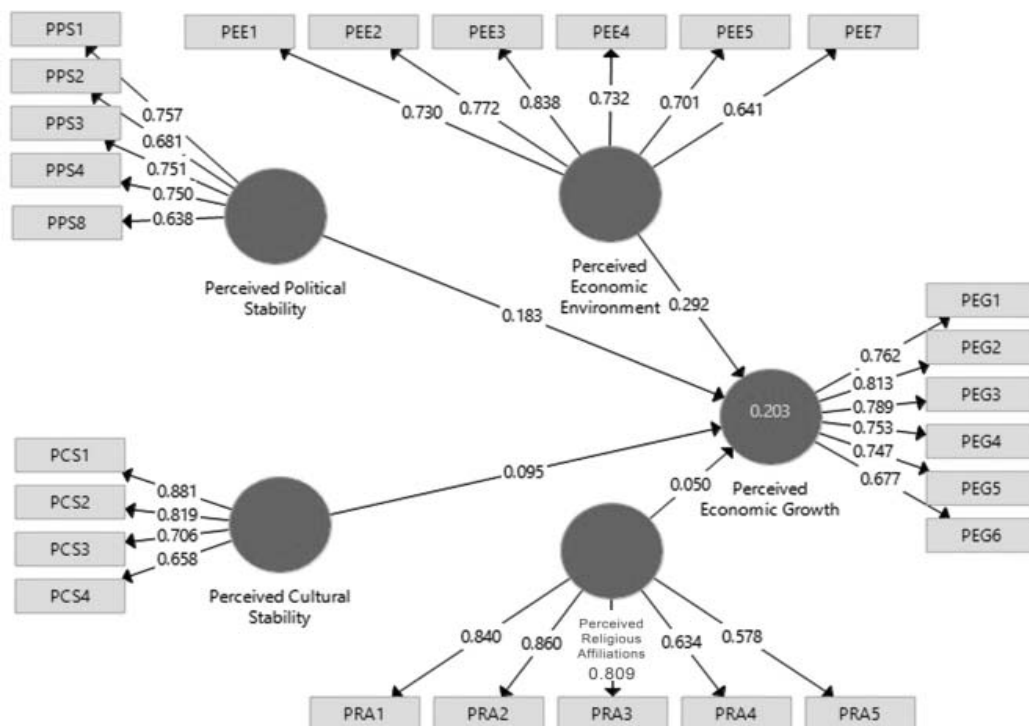 PPS1
PPS2
PPS3
PPS4
PPS8
0.757
0.681
0.751
0.750
0.638
Perceived Political
Stability
PEE1
PEE2
PEE3
PEE4
PEE5
PEE7
0.730
0.772
0.838
0.732
0.701
0.641
Perceived
Economic
Environment
0.183
0.292
0.203
Perceived
Economic Growth
PEG1
PEG2
PEG3
PEG4
PEG5
PEG6
0.762
0.813
0.789
0.753
0.747
0.677
PCS1
PCS2
PCS3
PCS4
0.881
0.819
0.706
0.658
Perceived Cultural
Stability
0.095
0.050
Perceived
Religious
Affiliations
0.840
0.860
0.809
0.634
0.578
PRA1
PRA2
PRA3
PRA4
PRA5